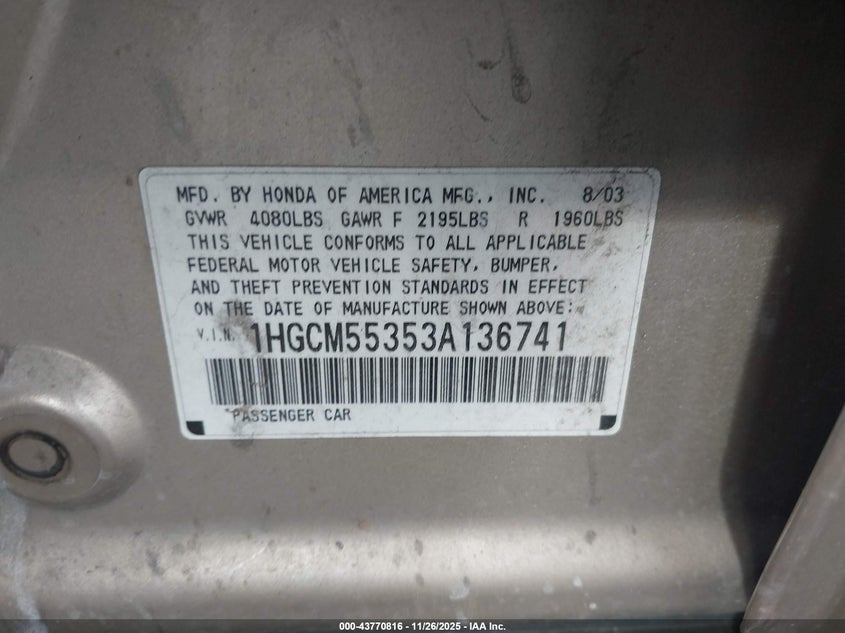 MFD. BY HONDA OF AMERICA MFG., INC. 8/03
GVWR 4080LBS GAWR F 2195LBS R 1960LBS
THIS VEHICLE CONFORMS TO ALL APPLICABLE
FEDERAL MOTOR VEHICLE SAFETY, BUMPER,
AND THEFT PREVENTION STANDARDS IN EFFECT
ON THE DATE OF MANUFACTURE SHOWN ABOVE:
V.I.N. 1HGCM55353A136741
PASSENGER CAR
000-43770816 - 11/26/2025 - IAA Inc.